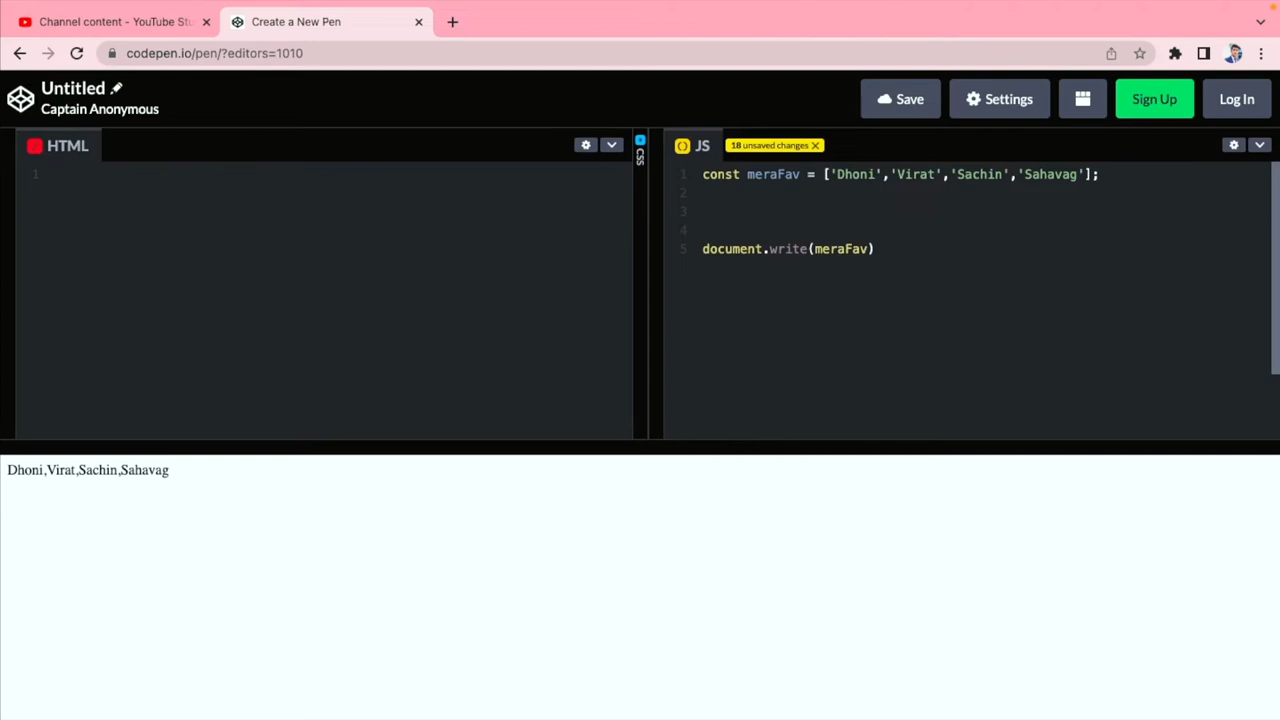 Channel content - YouTube Stu
Create a New Pen
codepen.io/pen/?editors=1010
Untitled
Captain Anonymous
Save
Settings
Sign Up
Log In
HTML
1
CSS
JS
18 unsaved changes
1 const meraFav = ['Dhoni','Virat','Sachin','Sahavag'];
2
3
4
5 document.write(meraFav)
Dhoni,Virat,Sachin,Sahavag